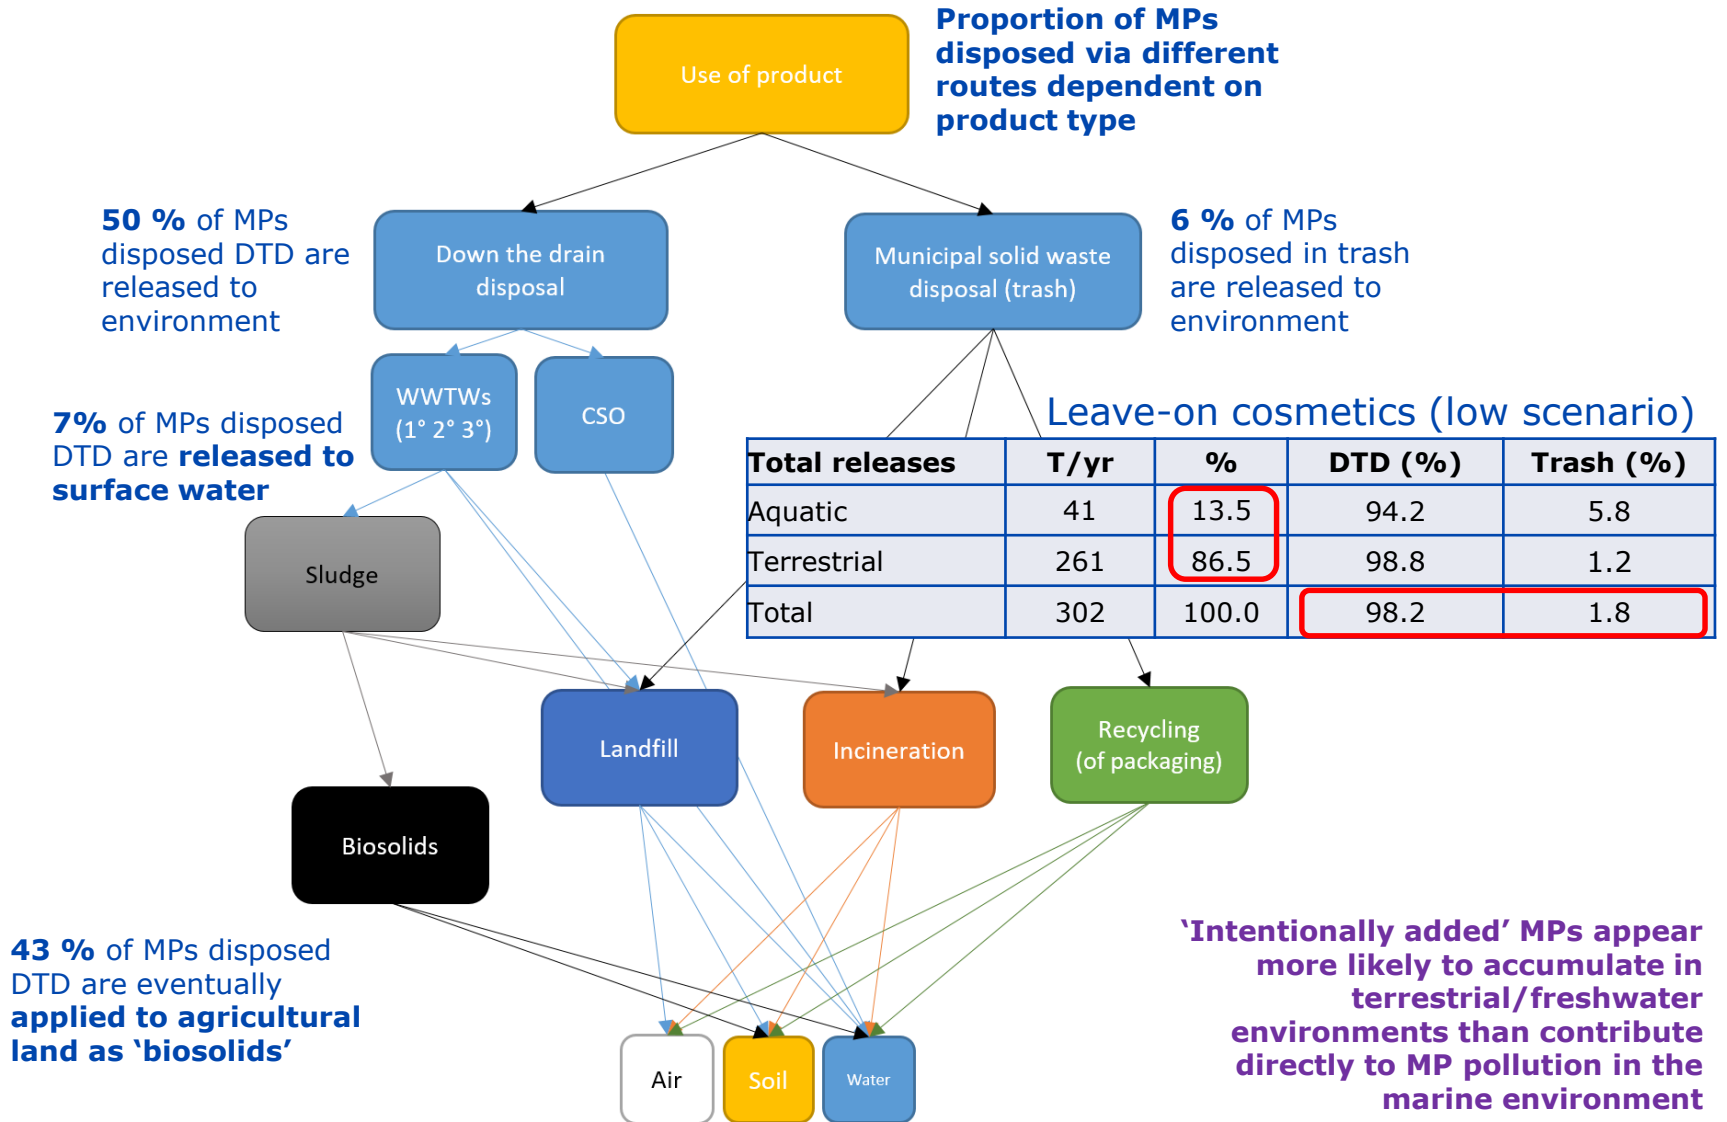 Proportion of MPs
disposed via different
routes dependent on
product type
Use of product
50 % of MPs
disposed DTD are
released to
environment
Down the drain
disposal
Municipal solid waste
disposal (trash)
6 % of MPs
disposed in trash
are released to
environment
WWTWs
(1° 2° 3°)
CSO
7% of MPs disposed
DTD are released to
surface water
Leave-on cosmetics (low scenario)
Total releases T/yr % DTD (%) Trash (%)
Aquatic 41 13.5 94.2 5.8
Terrestrial 261 86.5 98.8 1.2
Total 302 100.0 98.2 1.8
Sludge
Landfill
Incineration
Recycling
(of packaging)
Biosolids
43 % of MPs disposed
DTD are eventually
applied to agricultural
land as ‘biosolids’
‘Intentionally added’ MPs appear
more likely to accumulate in
terrestrial/freshwater
environments than contribute
directly to MP pollution in the
marine environment
Air
Soil
Water